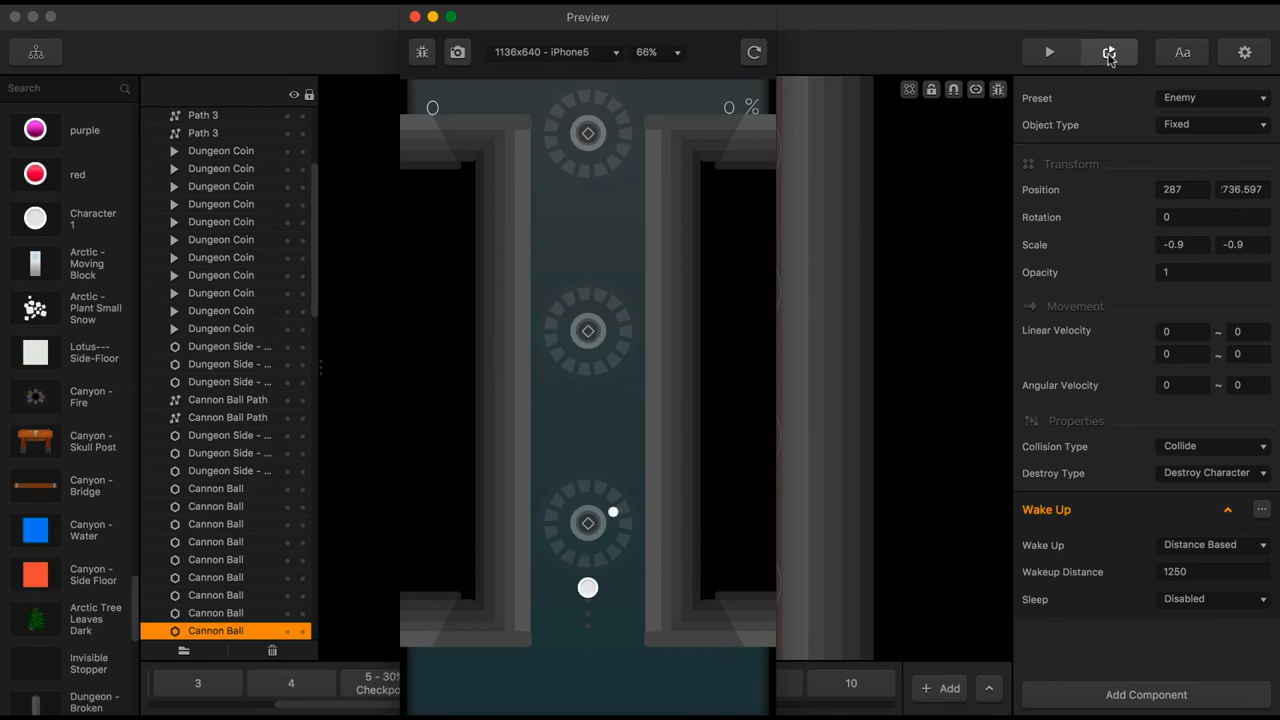 Preview
1136x640 - iPhone5
66%
Aa
Search
purple
red
Character
1
Arctic -
Moving
Block
Arctic -
Plant Small
Snow
Lotus---
Side-Floor
Canyon -
Fire
Canyon -
Skull Post
Canyon -
Bridge
Canyon -
Water
Canyon -
Side Floor
Arctic Tree
Leaves
Dark
Invisible
Stopper
Dungeon -
Broken
Path 3
Path 3
Dungeon Coin
Dungeon Coin
Dungeon Coin
Dungeon Coin
Dungeon Coin
Dungeon Coin
Dungeon Coin
Dungeon Coin
Dungeon Coin
Dungeon Coin
Dungeon Coin
Dungeon Side - ...
Dungeon Side - ...
Dungeon Side - ...
Cannon Ball Path
Cannon Ball Path
Dungeon Side - ...
Dungeon Side - ...
Dungeon Side - ...
Cannon Ball
Cannon Ball
Cannon Ball
Cannon Ball
Cannon Ball
Cannon Ball
Cannon Ball
Cannon Ball
Cannon Ball
0
0 %
3
4
5 - 30%
Checkpo
10
+ Add
Preset
Enemy
Object Type
Fixed
Transform
Position
287
:736.597
Rotation
0
Scale
-0.9
-0.9
Opacity
1
Movement
Linear Velocity
0 ~ 0
0 ~ 0
Angular Velocity
0 ~ 0
Properties
Collision Type
Collide
Destroy Type
Destroy Character
Wake Up
Wake Up
Distance Based
Wakeup Distance
1250
Sleep
Disabled
Add Component